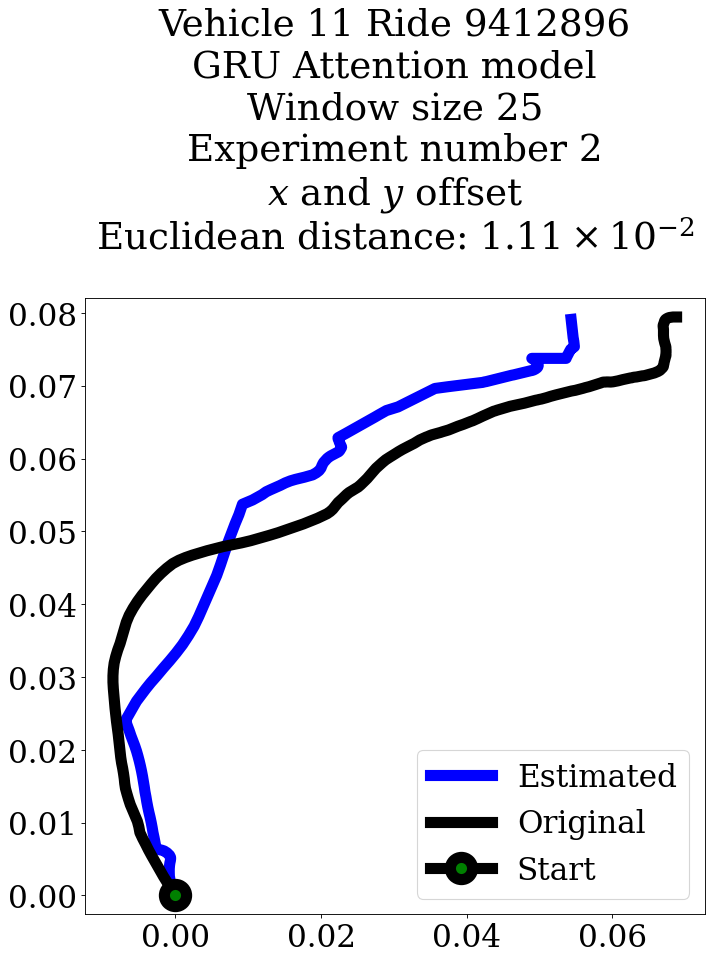 Vehicle 11 Ride 9412896
GRU Attention model
Window size 25
Experiment number 2
x and y offset
Euclidean distance: 1.11 × 10⁻²
0.08
0.07
0.06
0.05
0.04
0.03
0.02
0.01
0.00
Estimated
Original
Start
0.00 0.02 0.04 0.06